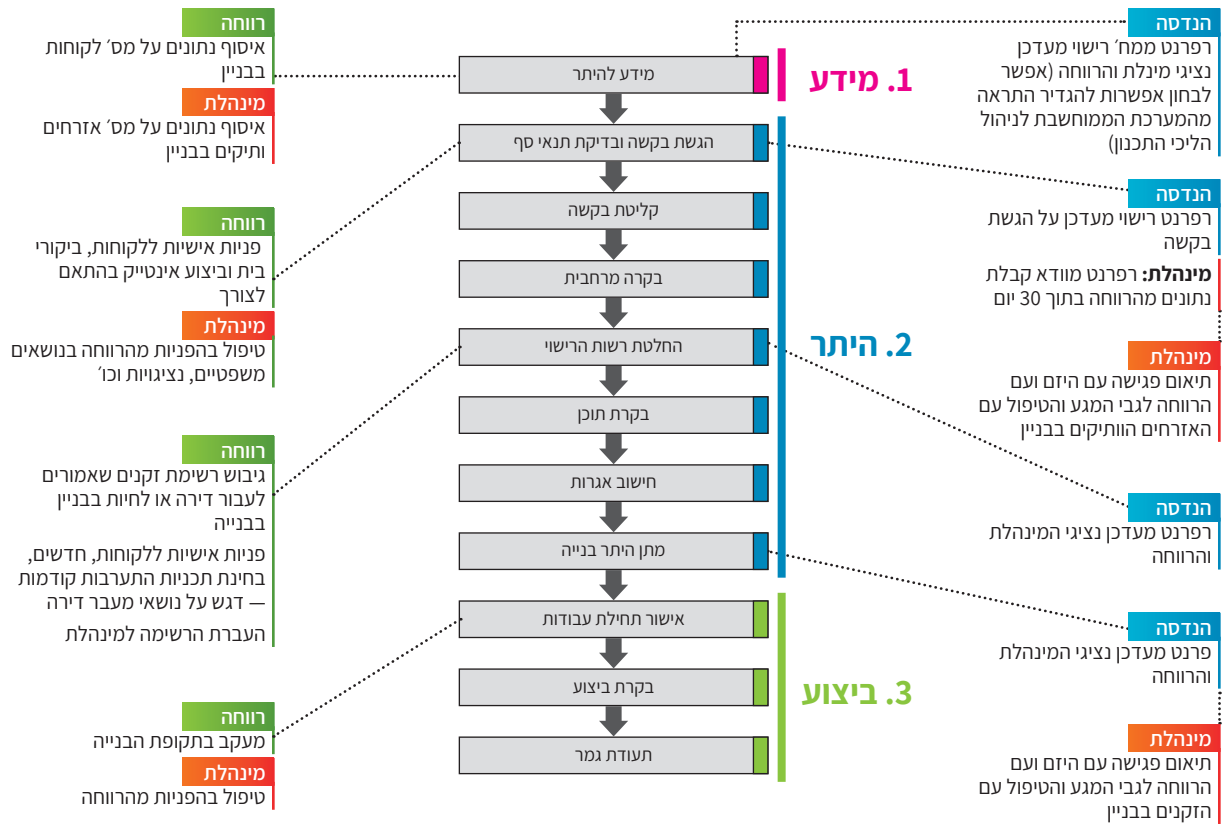 הנדסה
רפרנט ממח׳ רישוי מעדכן
נציגי מינלת והרווחה (אפשר
לבחון אפשרות להגדיר התראה
מהמערכת הממוחשבת לניהול
הליכי התכנון)
הנדסה
רפרנט רישוי מעדכן על הגשת
בקשה
מינהלת: רפרנט מוודא קבלת
נתונים מהרווחה בתוך 30 יום
מינהלת
תיאום פגישה עם היזם ועם
הרווחה לגבי המגע והטיפול עם
האזרחים הוותיקים בבניין
הנדסה
רפרנט מעדכן נציגי המינהלת
והרווחה
הנדסה
פרנט מעדכן נציגי המינהלת
והרווחה
מינהלת
תיאום פגישה עם היזם ועם
הרווחה לגבי המגע והטיפול עם
הזקנים בבניין
1. מידע
מידע להיתר
2. היתר
הגשת בקשה ובדיקת תנאי סף
קליטת בקשה
בקרה מרחבית
החלטת רשות הרישוי
בקרת תוכן
חישוב אגרות
מתן היתר בנייה
3. ביצוע
אישור תחילת עבודות
בקרת ביצוע
תעודת גמר
רווחה
איסוף נתונים על מס׳ לקוחות
בבניין
מינהלת
איסוף נתונים על מס׳ אזרחים
ותיקים בבניין
רווחה
פניות אישיות ללקוחות, ביקורי
בית וביצוע אינטייק בהתאם
לצורך
מינהלת
טיפול בהפניות מהרווחה בנושאים
משפטיים, נציגויות וכו׳
רווחה
גיבוש רשימת זקנים שאמורים
לעבור דירה או לחיות בבניין
בבנייה
פניות אישיות ללקוחות, חדשים,
בחינת תכניות התערבות קודמות
— דגש על נושאי מעבר דירה
העברת הרשימה למינהלת
רווחה
מעקב בתקופת הבנייה
מינהלת
טיפול בהפניות מהרווחה